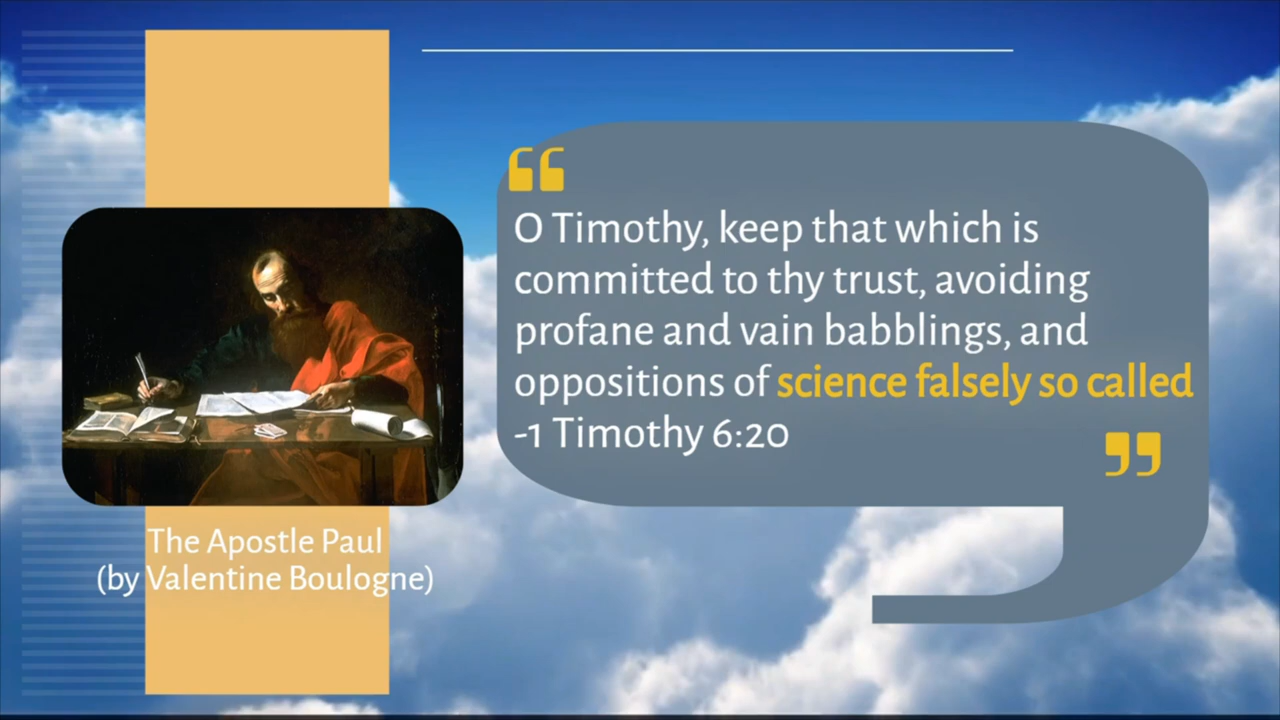 O Timothy, keep that which is
committed to thy trust, avoiding
profane and vain babblings, and
oppositions of science falsely so called
-1 Timothy 6:20
The Apostle Paul
(by Valentine Boulogne)